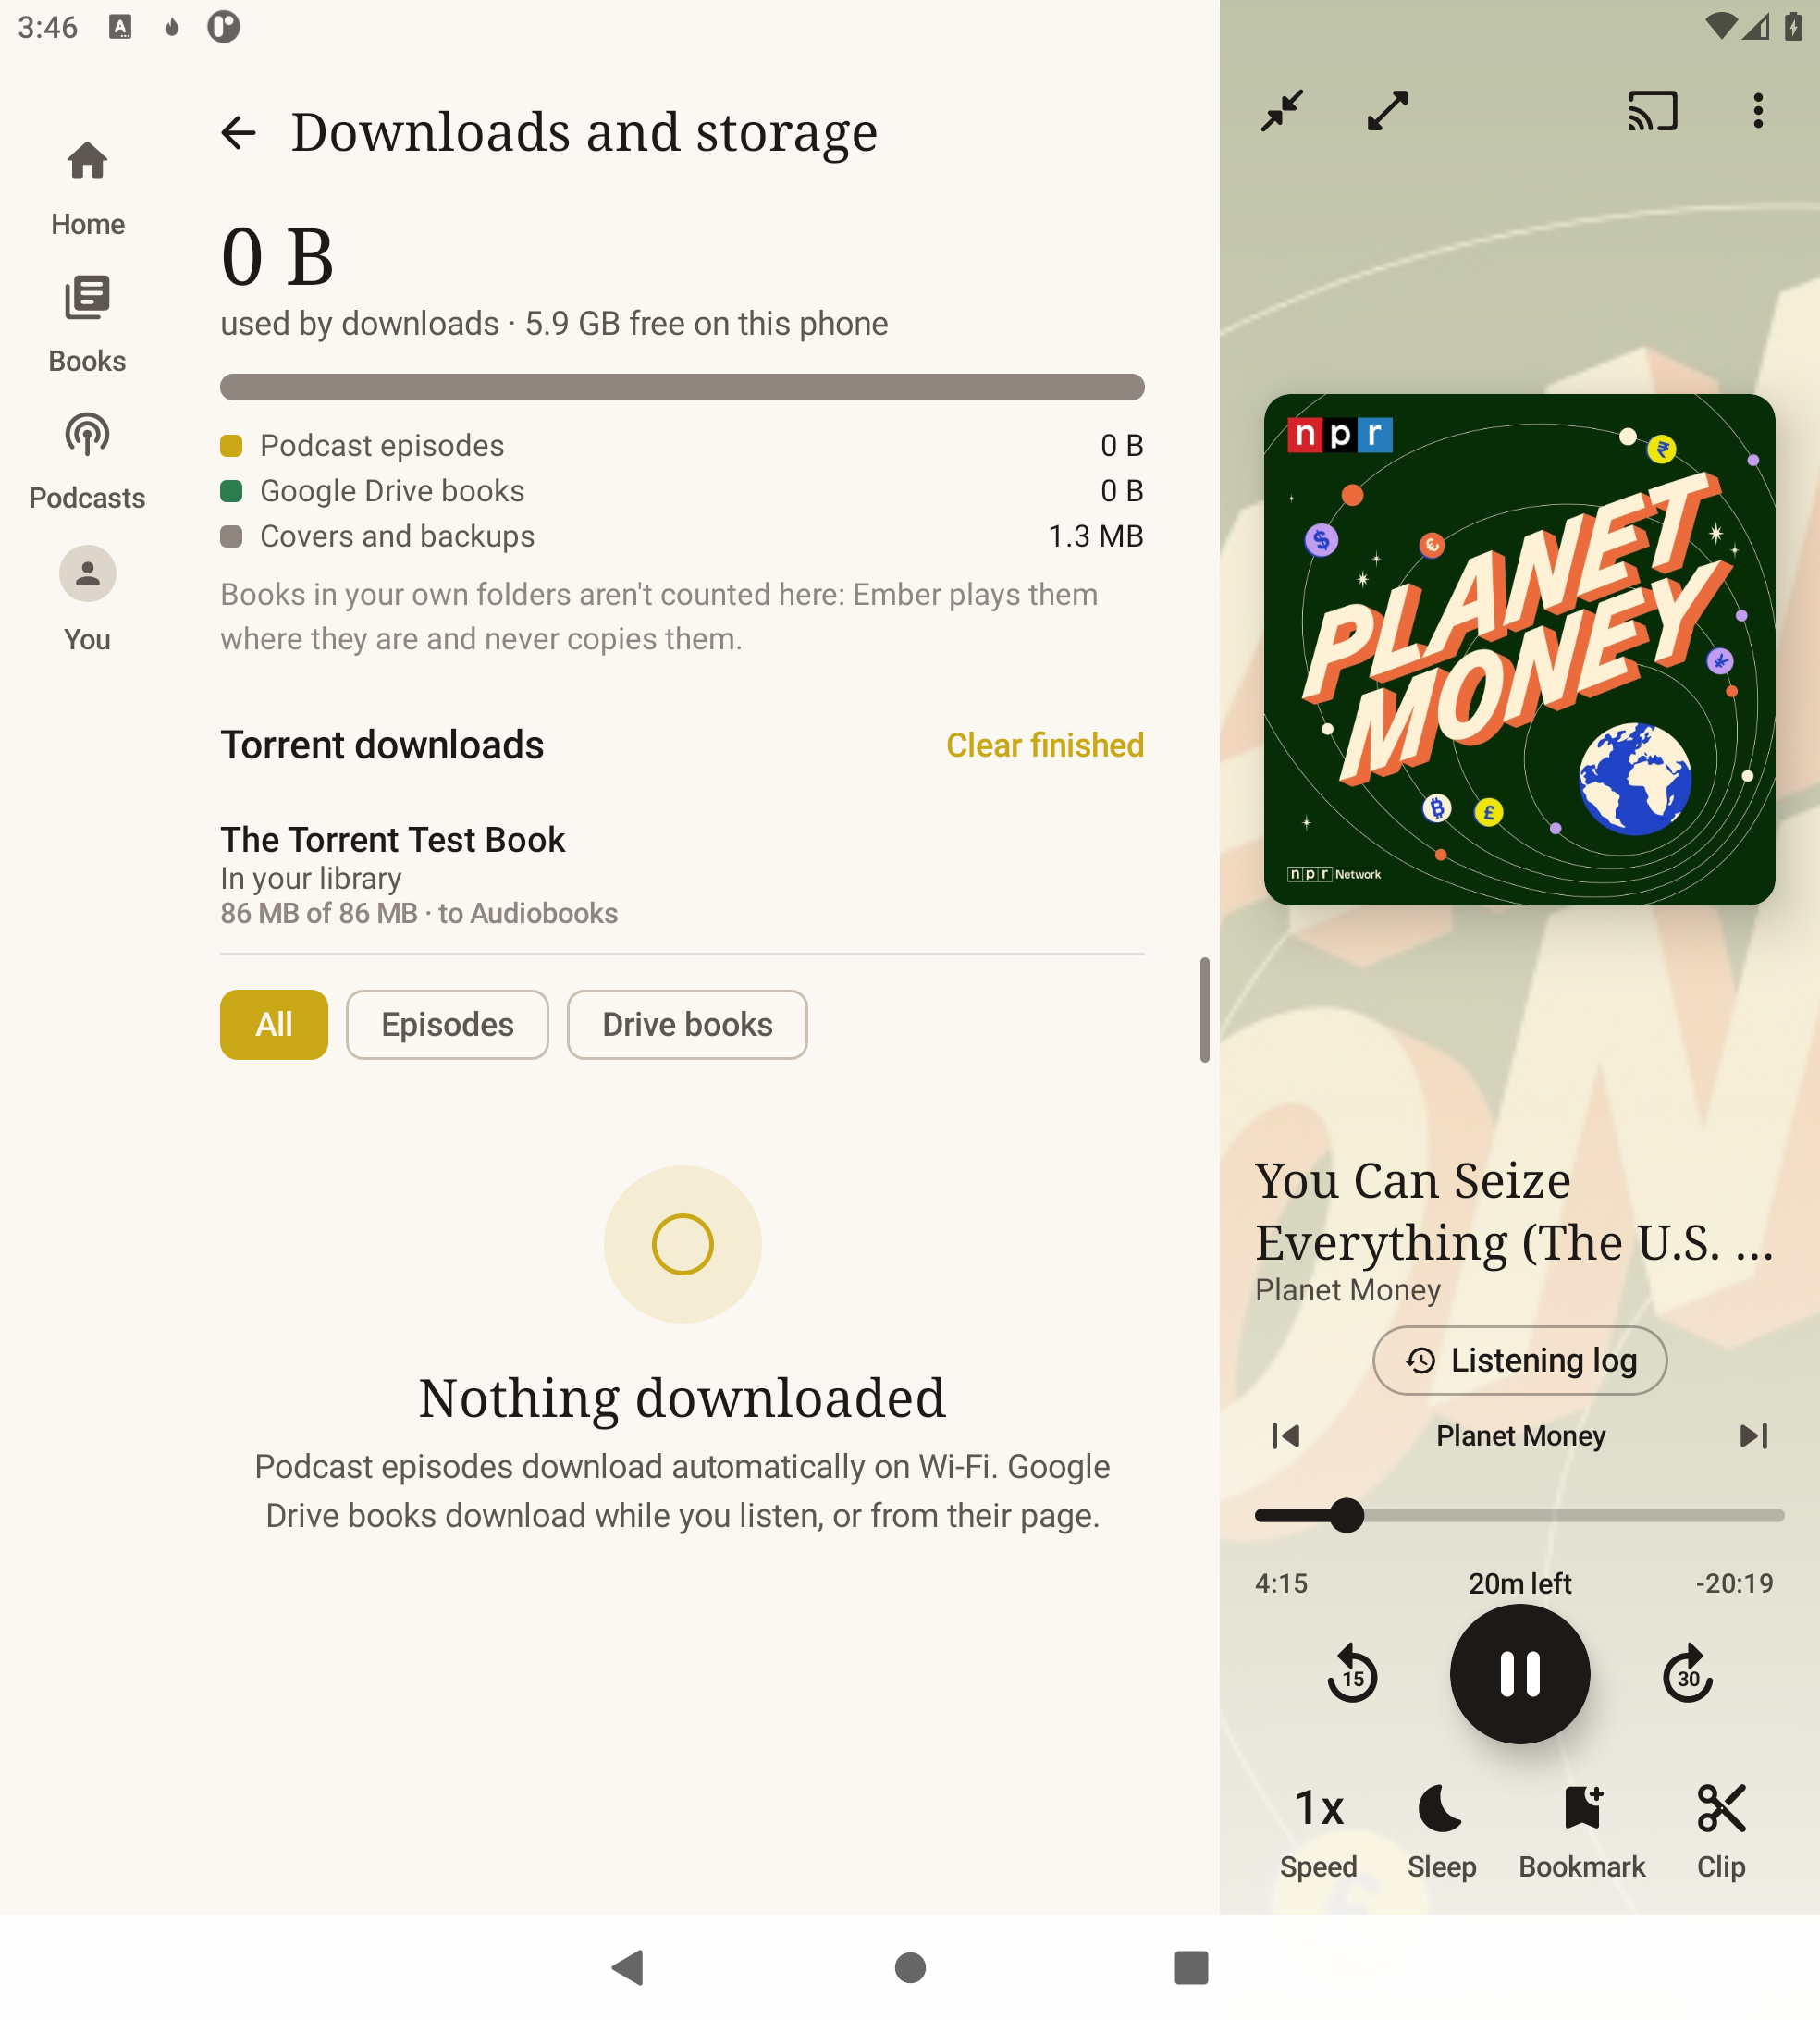 3:46
Downloads and storage
Home
Books
Podcasts
You
0 B
used by downloads · 5.9 GB free on this phone
Podcast episodes 0 B
Google Drive books 0 B
Covers and backups 1.3 MB
Books in your own folders aren't counted here: Ember plays them
where they are and never copies them.
Torrent downloads Clear finished
The Torrent Test Book
In your library
86 MB of 86 MB · to Audiobooks
All Episodes Drive books
Nothing downloaded
Podcast episodes download automatically on Wi-Fi. Google
Drive books download while you listen, or from their page.
npr
PLANET
MONEY
npr Network
You Can Seize
Everything (The U.S. ...
Planet Money
Listening log
Planet Money
4:15 20m left -20:19
15 30
1x
Speed Sleep Bookmark Clip